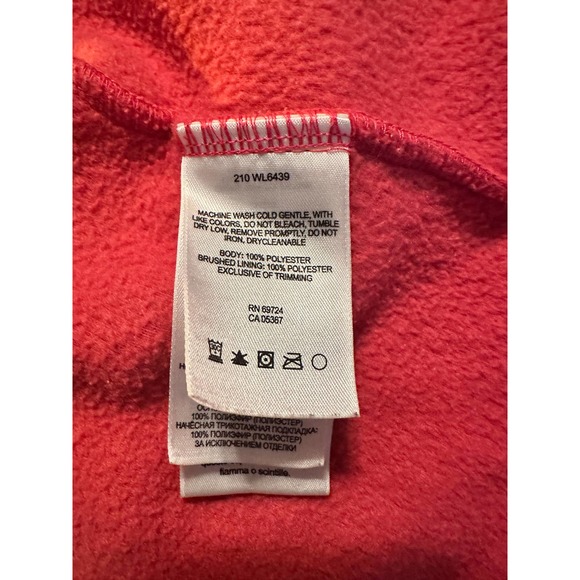 210 WL6439
MACHINE WASH COLD GENTLE, WITH
LIKE COLORS, DO NOT BLEACH, TUMBLE
DRY LOW, REMOVE PROMPTLY, DO NOT
IRON, DRYCLEANABLE
BODY: 100% POLYESTER
BRUSHED LINING: 100% POLYESTER
EXCLUSIVE OF TRIMMING
RN 69724
CA 05367
100% ПОЛИЭФИР (ПОЛИЭСТЕР)
НАЧЁСНАЯ ТРИКОТАЖНАЯ ПОДКЛАДКА:
100% ПОЛИЭФИР (ПОЛИЭСТЕР)
ЗА ИСКЛЮЧЕНИЕМ ОТДЕЛКИ
fiamma o scintille.